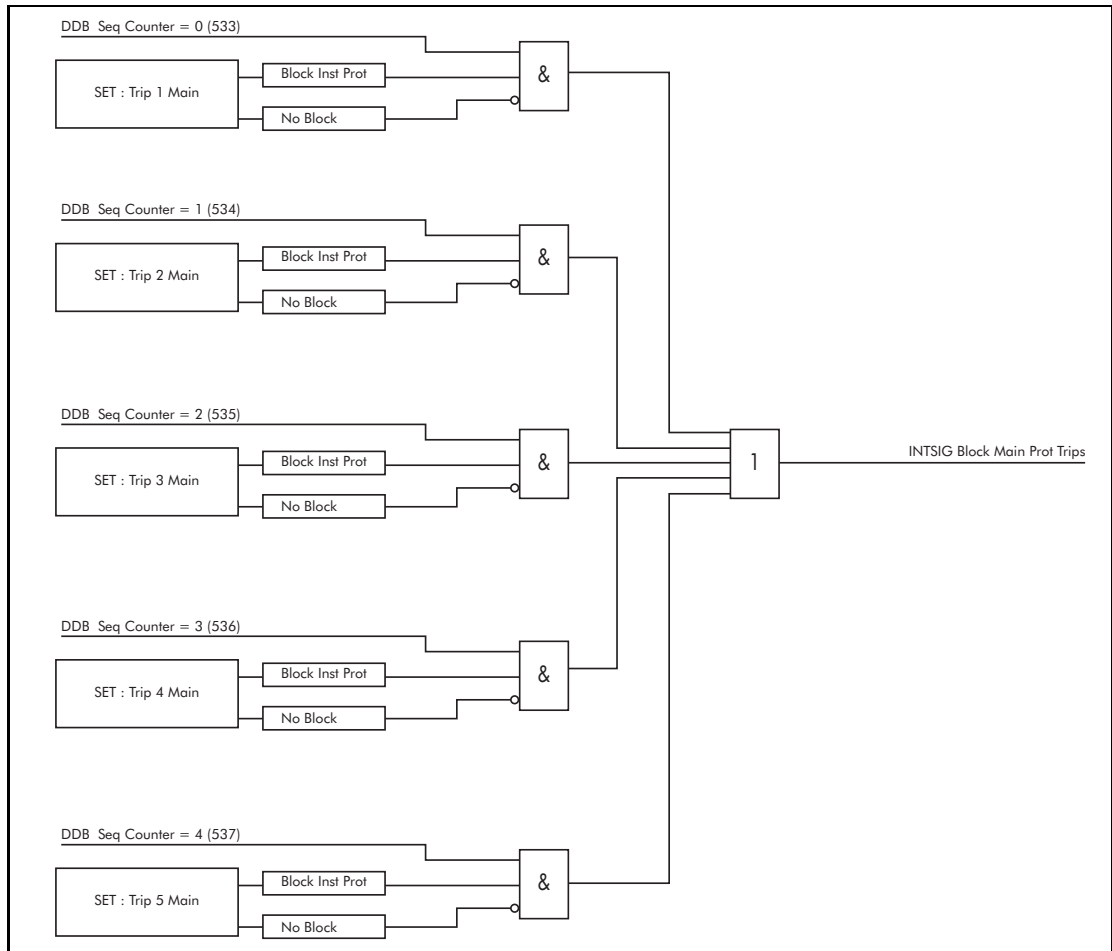 DDB Seq Counter = 0 (533)
SET : Trip 1 Main
Block Inst Prot
No Block
&
DDB Seq Counter = 1 (534)
SET : Trip 2 Main
Block Inst Prot
No Block
&
DDB Seq Counter = 2 (535)
SET : Trip 3 Main
Block Inst Prot
No Block
&
1
INTSIG Block Main Prot Trips
DDB Seq Counter = 3 (536)
SET : Trip 4 Main
Block Inst Prot
No Block
&
DDB Seq Counter = 4 (537)
SET : Trip 5 Main
Block Inst Prot
No Block
&